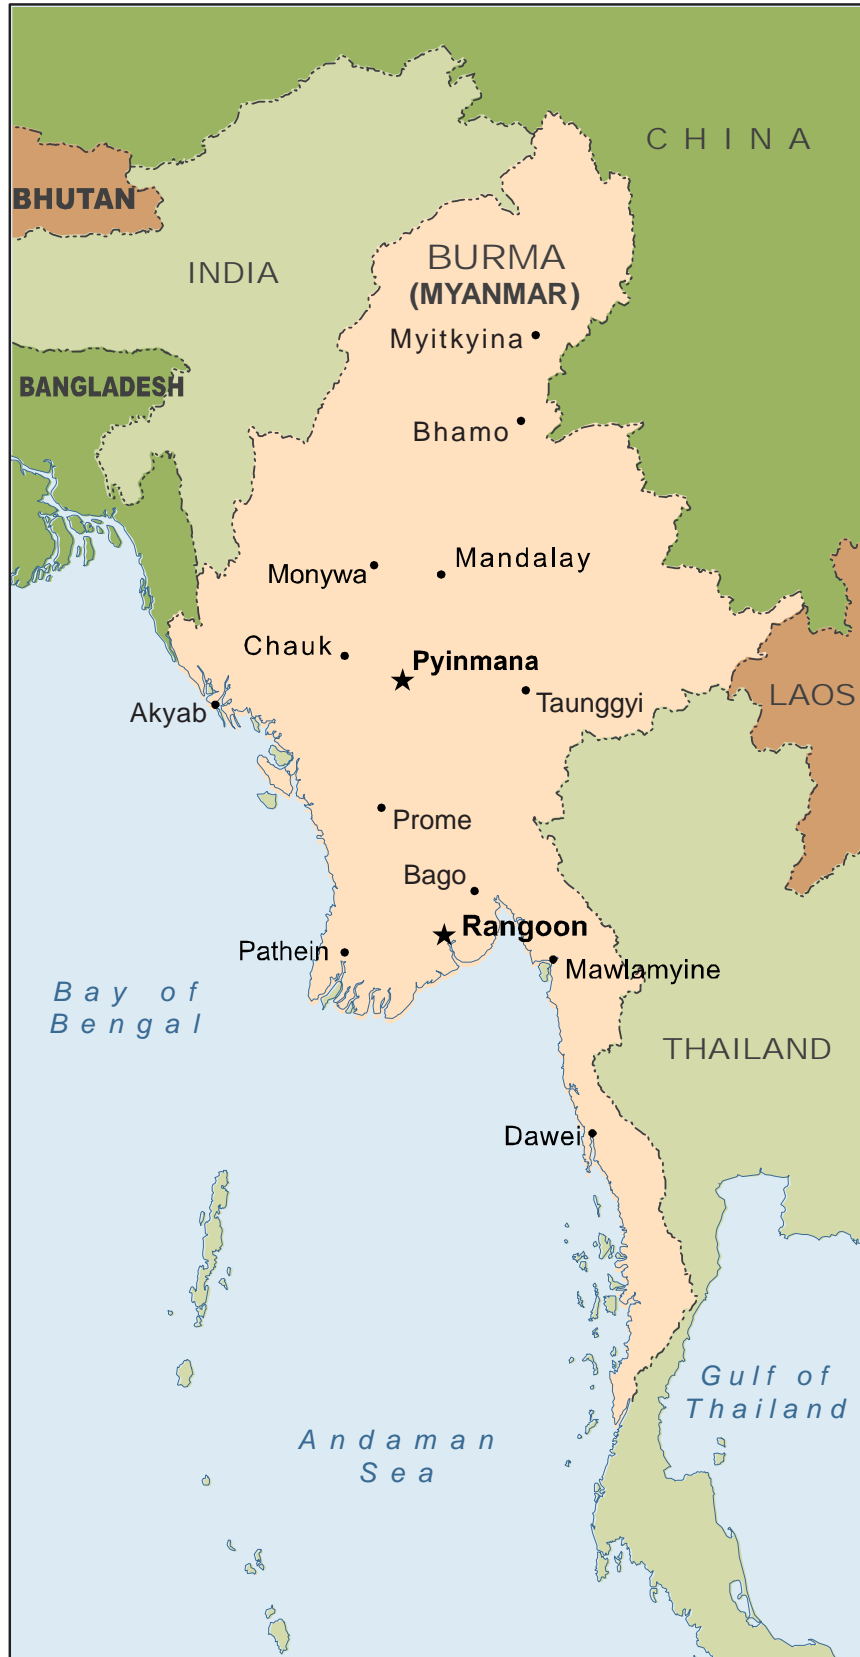 CHINA
BHUTAN
BURMA
(MYANMAR)
INDIA
Myitkyina
BANGLADESH
Bhamo
Mandalay
Monywa
Chauk
Pyinmana
LAOS
Taunggyi
Akyab
Prome
Bago
Rangoon
Pathein
Mawlamyine
Bay of
Bengal
THAILAND
Dawei
Gulf of
Thailand
Andaman
Sea